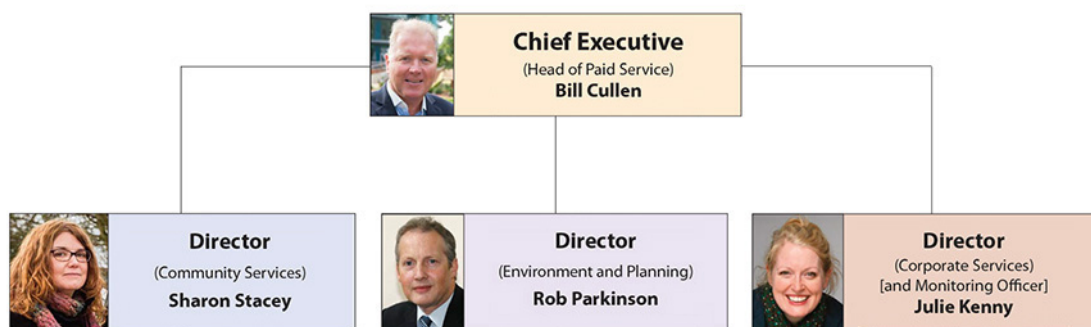 Chief Executive
(Head of Paid Service)
Bill Cullen
Director
(Community Services)
Sharon Stacey
Director
(Environment and Planning)
Rob Parkinson
Director
(Corporate Services)
[and Monitoring Officer]
Julie Kenny